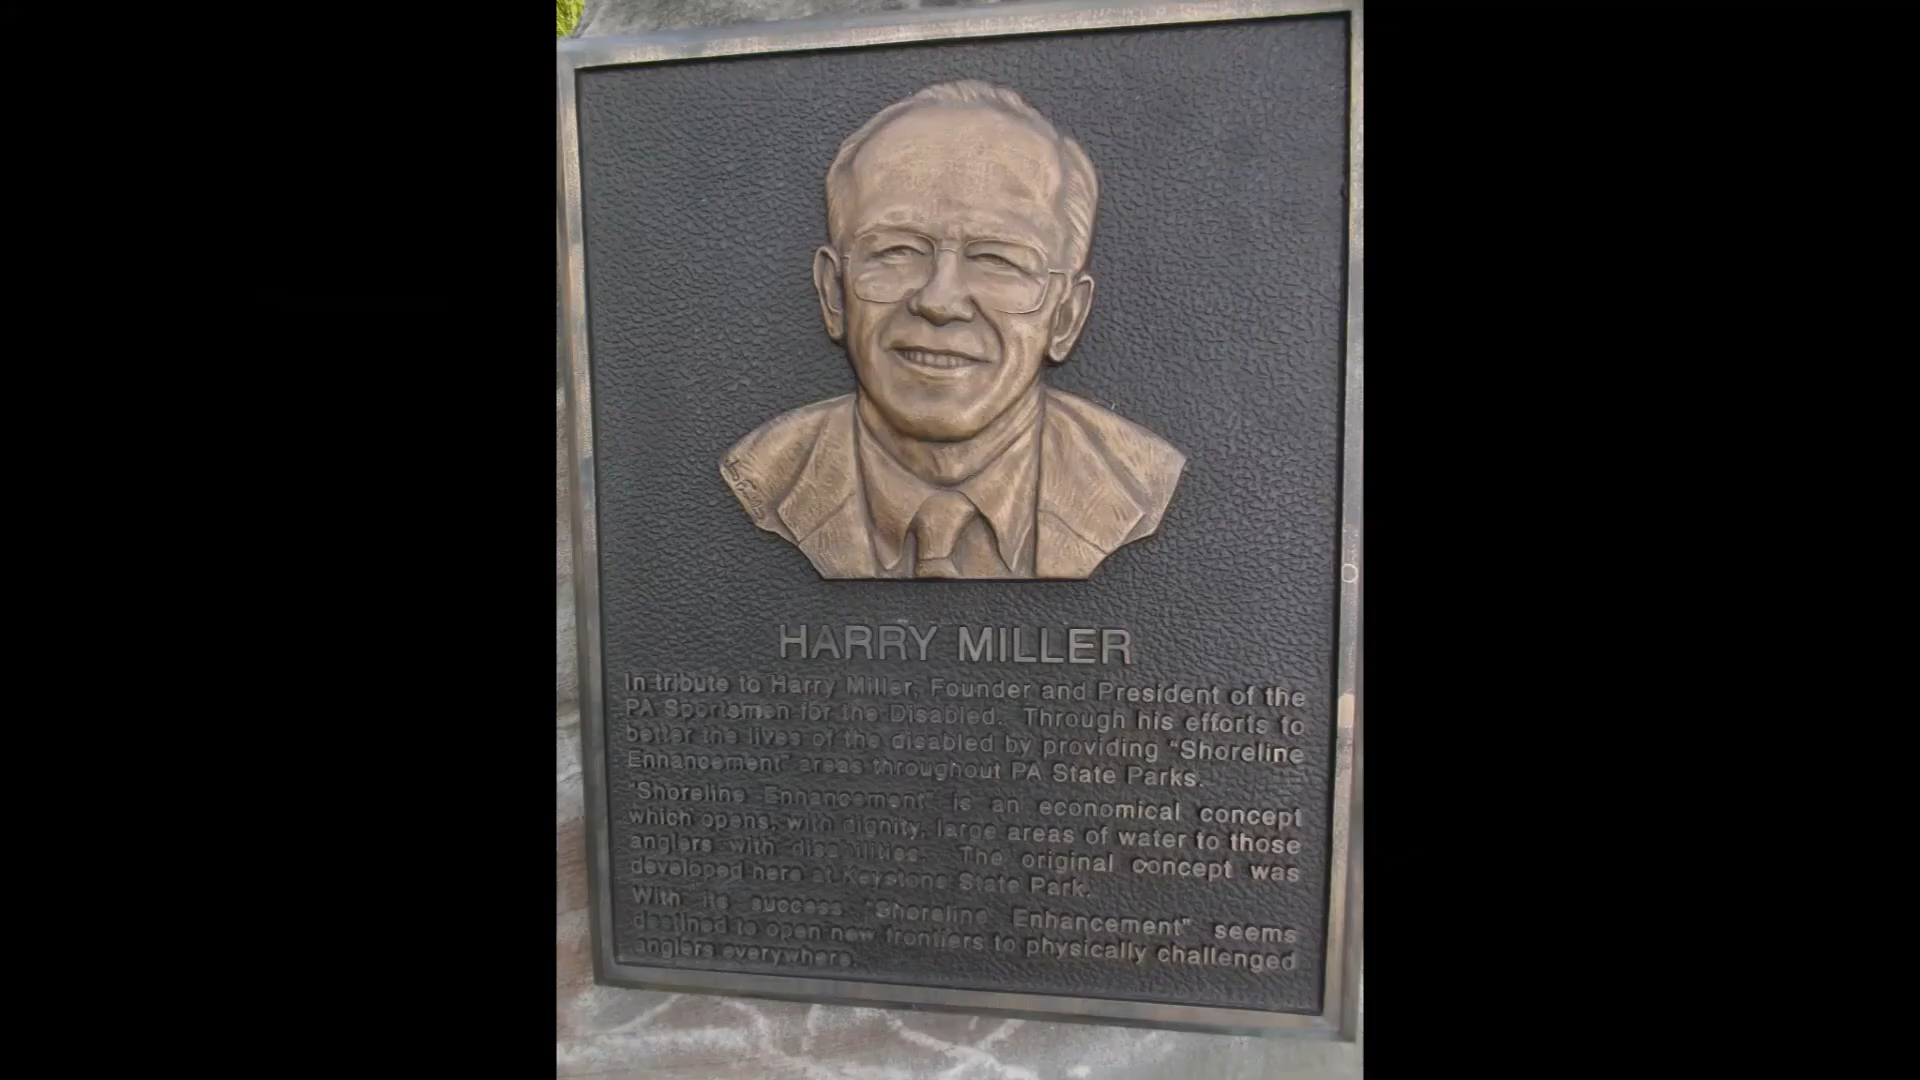 HARRY MILLER
In tribute to Harry Miller, Founder and President of the
PA Sportsmen for the Disabled. Through his efforts to
better the lives of the disabled by providing "Shoreline
Enhancement" areas throughout PA State Parks.
"Shoreline Enhancement" is an economical concept
which opens, with dignity, large areas of water to those
anglers with disabilities. The original concept was
developed here at Keystone State Park.
With its success "Shoreline Enhancement" seems
destined to open new frontiers to physically challenged
anglers everywhere.